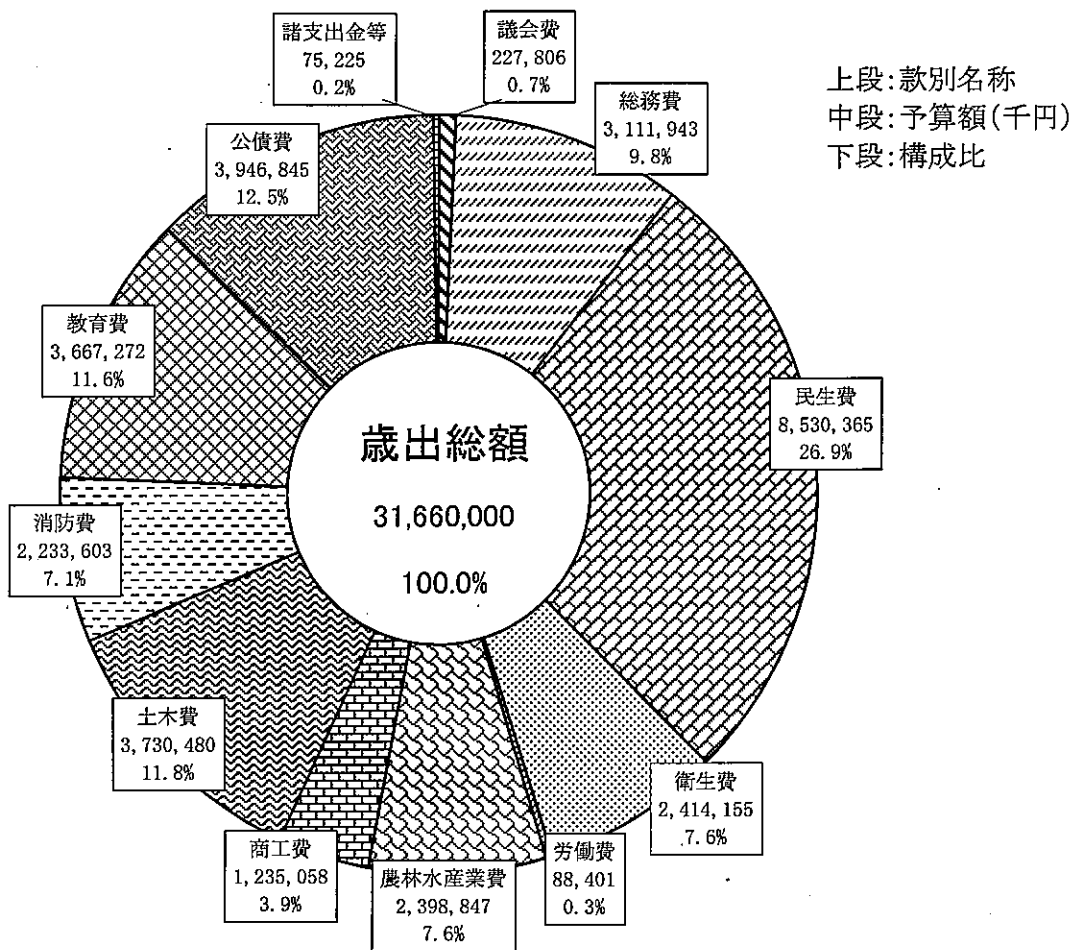 諸支出金等
75,225
0.2%
議会費
227,806
0.7%
総務費
3,111,943
9.8%
上段:款別名称
中段:予算額(千円)
下段:構成比
公債費
3,946,845
12.5%
教育費
3,667,272
11.6%
民生費
8,530,365
26.9%
歳出総額
31,660,000
100.0%
消防費
2,233,603
7.1%
土木費
3,730,480
11.8%
衛生費
2,414,155
7.6%
商工費
1,235,058
3.9%
農林水産業費
2,398,847
7.6%
労働費
88,401
0.3%